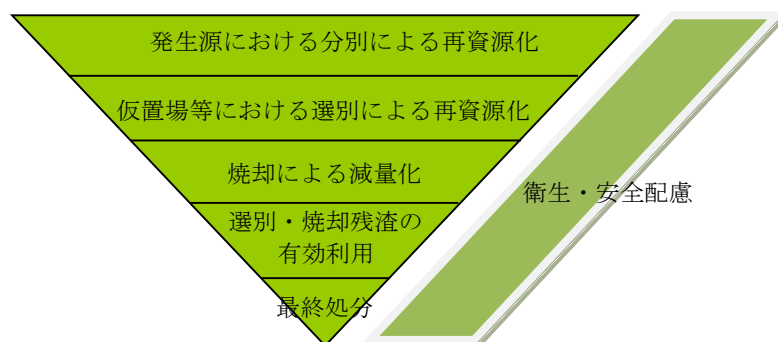 発生源における分別による再資源化
仮置場等における選別による再資源化
焼却による減量化
選別・焼却残渣の
有効利用
最終処分
衛生・安全配慮